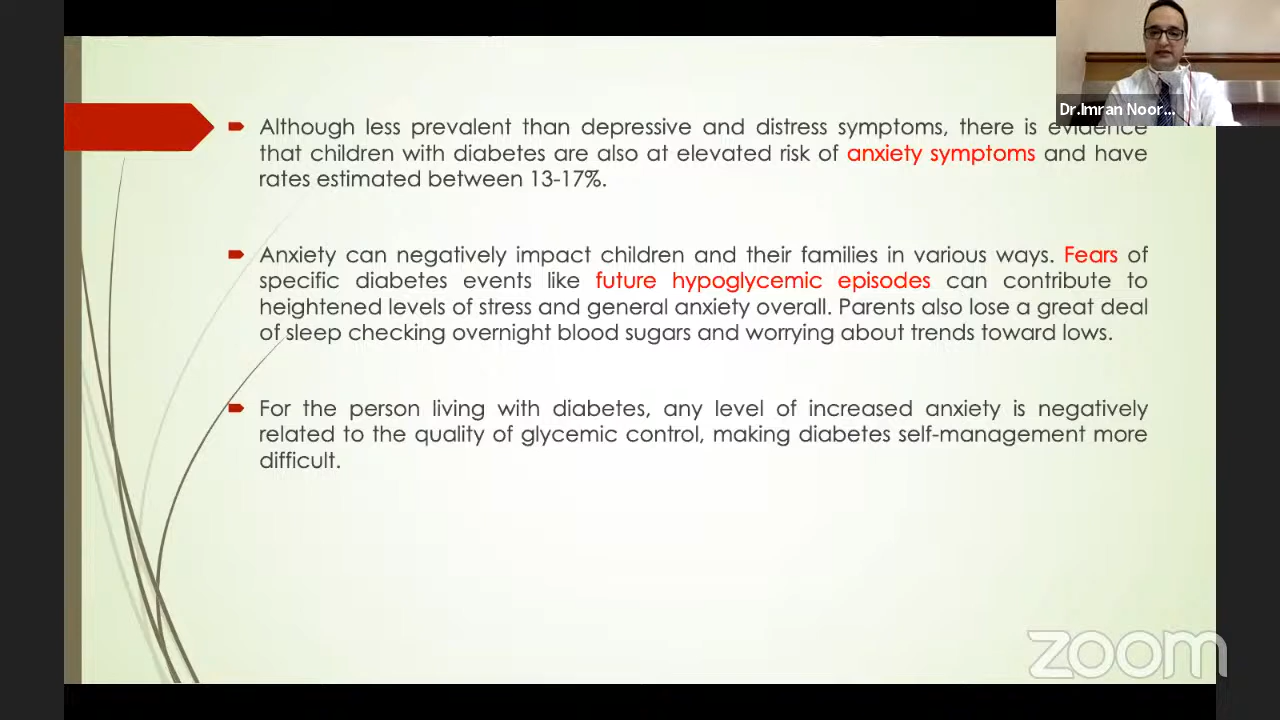 Dr.Imran Noor...
Although less prevalent than depressive and distress symptoms, there is evidence
that children with diabetes are also at elevated risk of anxiety symptoms and have
rates estimated between 13-17%.
Anxiety can negatively impact children and their families in various ways. Fears of
specific diabetes events like future hypoglycemic episodes can contribute to
heightened levels of stress and general anxiety overall. Parents also lose a great deal
of sleep checking overnight blood sugars and worrying about trends toward lows.
For the person living with diabetes, any level of increased anxiety is negatively
related to the quality of glycemic control, making diabetes self-management more
difficult.
zoom